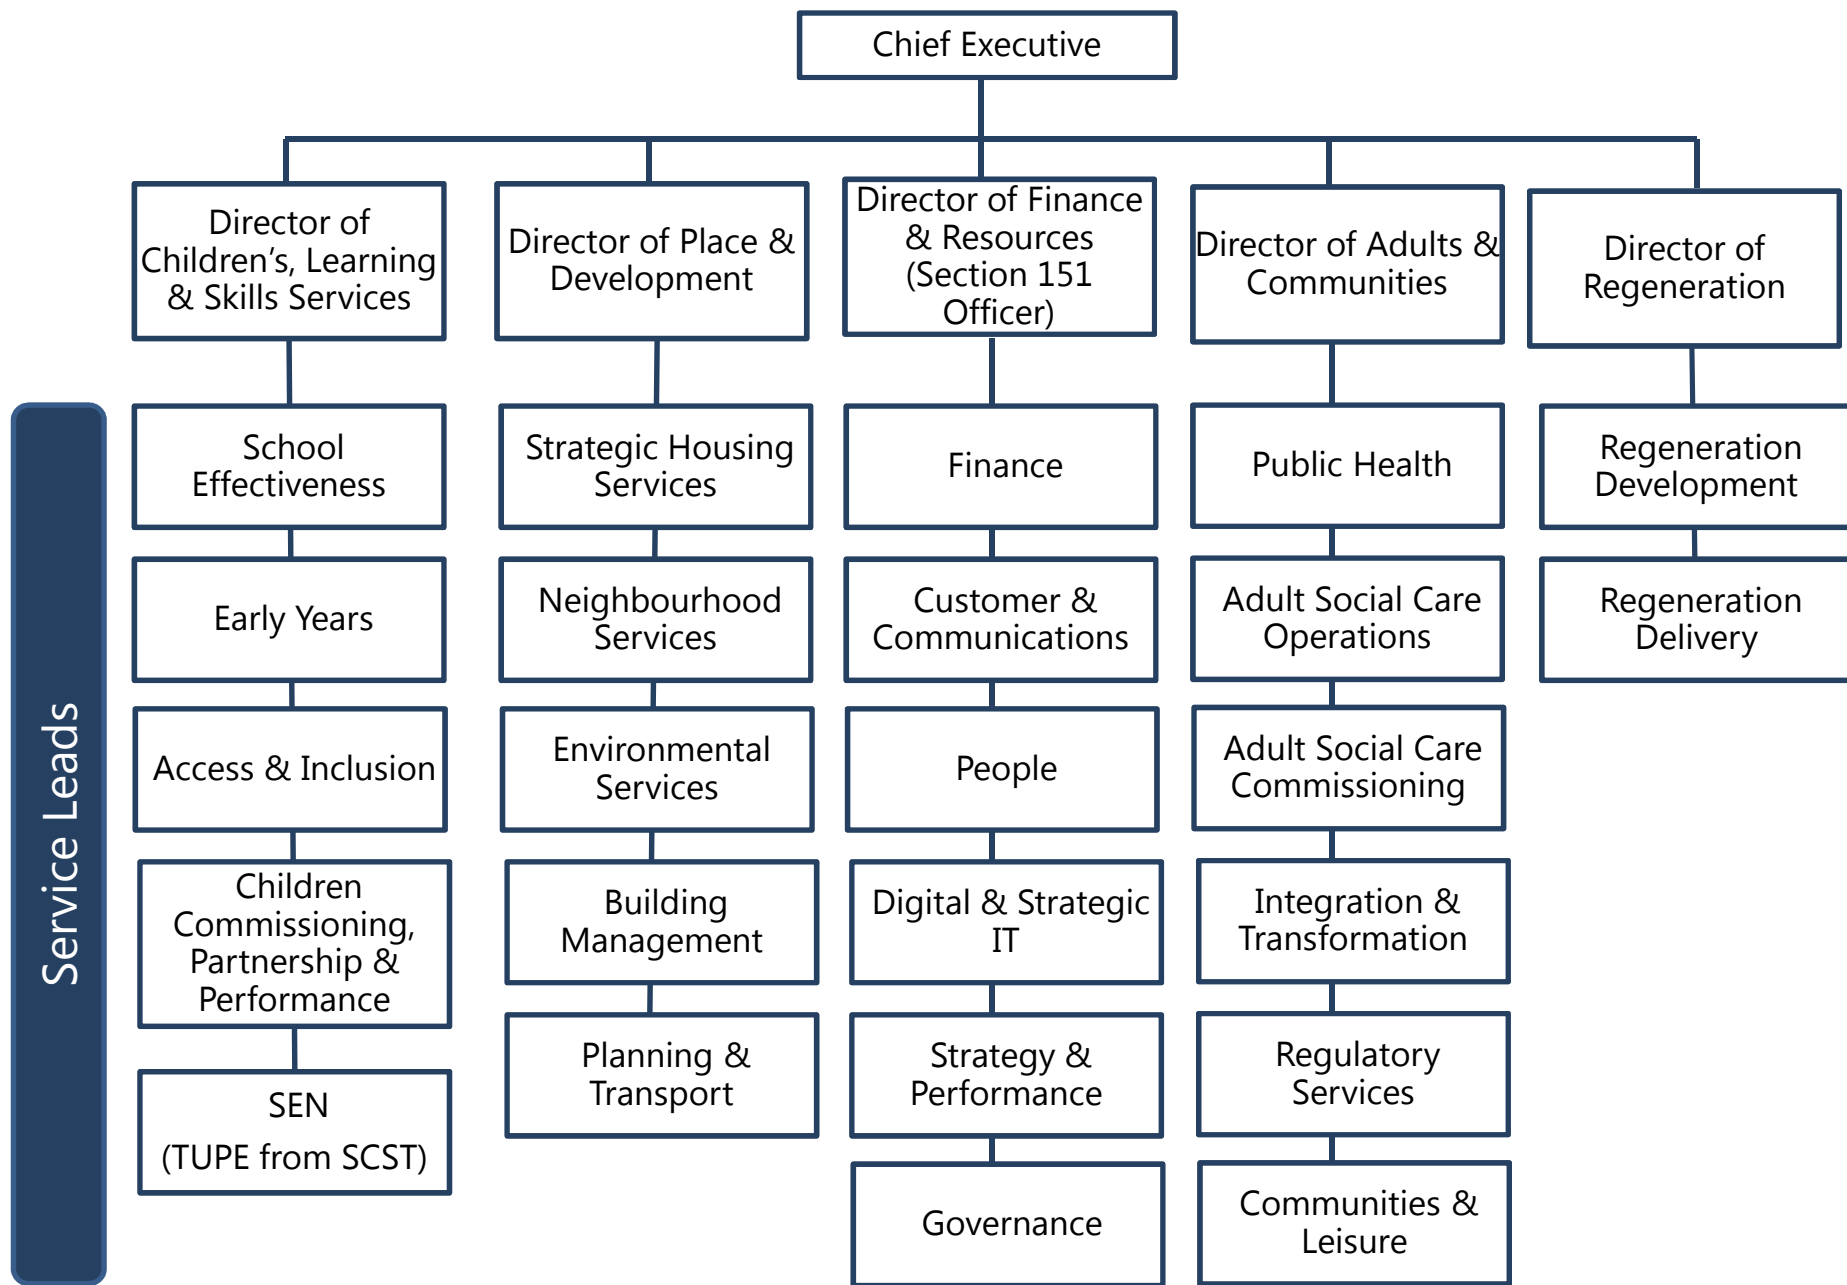 Chief Executive
Director of
Children’s, Learning
& Skills Services
Director of Place &
Development
Director of Finance
& Resources
(Section 151
Officer)
Director of Adults &
Communities
Director of
Regeneration
Service Leads
School
Effectiveness
Early Years
Access & Inclusion
Children
Commissioning,
Partnership &
Performance
SEN
(TUPE from SCST)
Strategic Housing
Services
Neighbourhood
Services
Environmental
Services
Building
Management
Planning &
Transport
Finance
Customer &
Communications
People
Digital & Strategic
IT
Strategy &
Performance
Governance
Public Health
Adult Social Care
Operations
Adult Social Care
Commissioning
Integration &
Transformation
Regulatory
Services
Communities &
Leisure
Regeneration
Development
Regeneration
Delivery